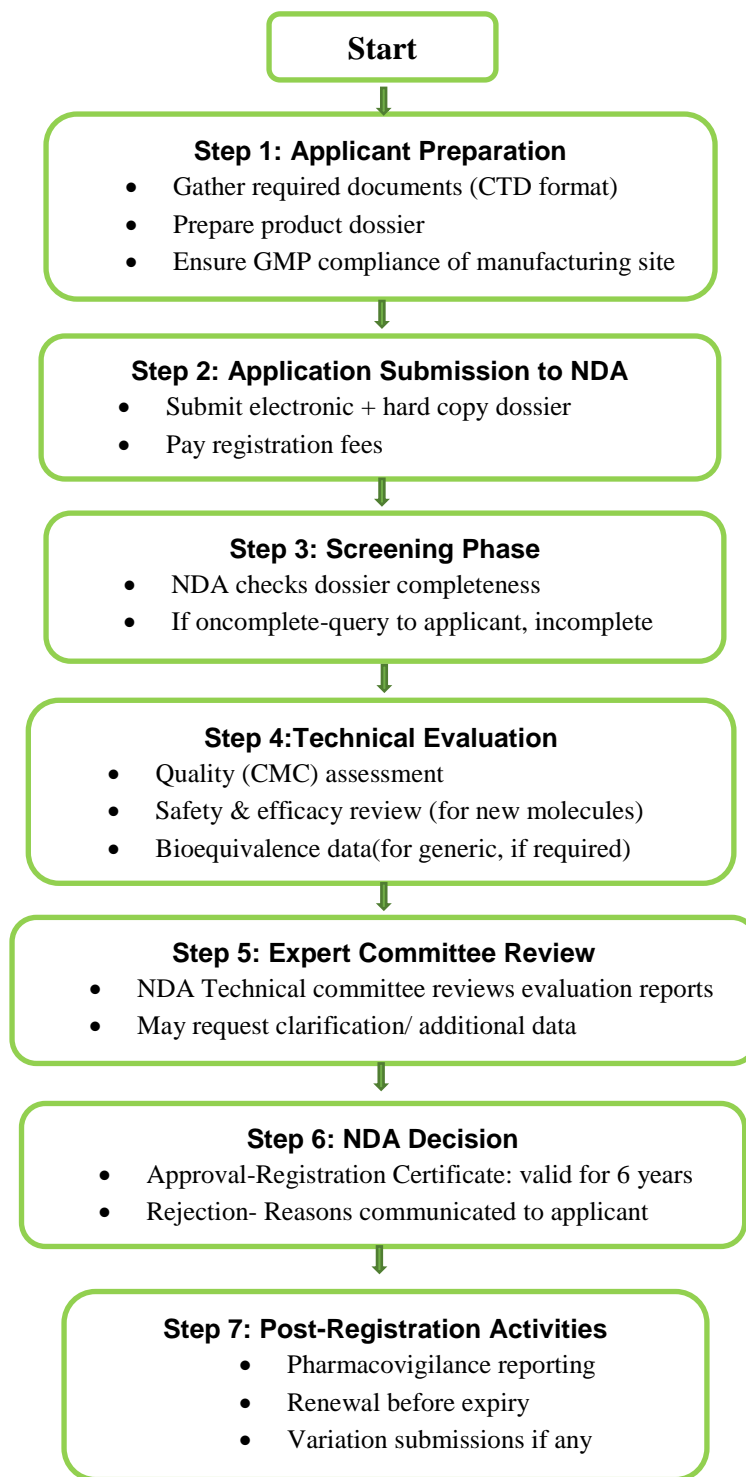 Start
Step 1: Applicant Preparation
• Gather required documents (CTD format)
• Prepare product dossier
• Ensure GMP compliance of manufacturing site
Step 2: Application Submission to NDA
• Submit electronic + hard copy dossier
• Pay registration fees
Step 3: Screening Phase
• NDA checks dossier completeness
• If oncomplete-query to applicant, incomplete
Step 4:Technical Evaluation
• Quality (CMC) assessment
• Safety & efficacy review (for new molecules)
• Bioequivalence data(for generic, if required)
Step 5: Expert Committee Review
• NDA Technical committee reviews evaluation reports
• May request clarification/ additional data
Step 6: NDA Decision
• Approval-Registration Certificate: valid for 6 years
• Rejection- Reasons communicated to applicant
Step 7: Post-Registration Activities
• Pharmacovigilance reporting
• Renewal before expiry
• Variation submissions if any